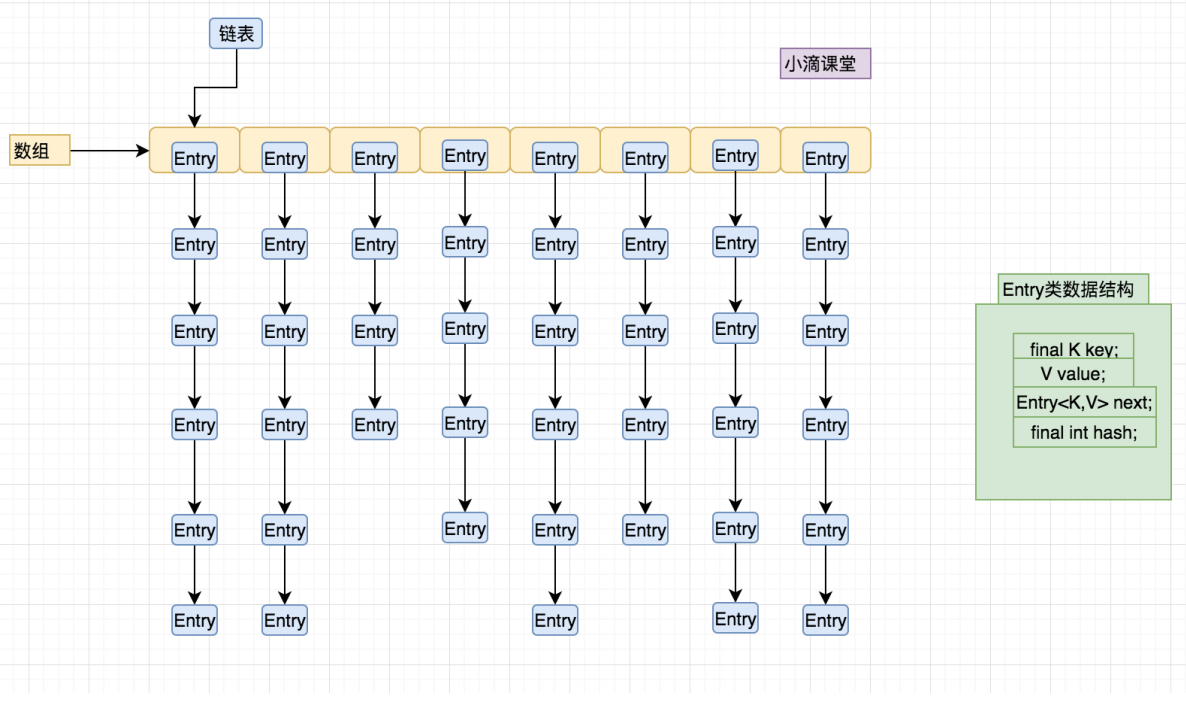 链表
小滴课堂
数组
Entry Entry Entry Entry Entry Entry Entry Entry
Entry Entry Entry Entry Entry Entry Entry Entry
Entry Entry Entry Entry Entry Entry Entry Entry
Entry Entry Entry Entry Entry Entry Entry Entry
Entry Entry Entry Entry Entry Entry Entry
Entry Entry Entry Entry Entry
Entry类数据结构
final K key;
V value;
Entry<K,V> next;
final int hash;